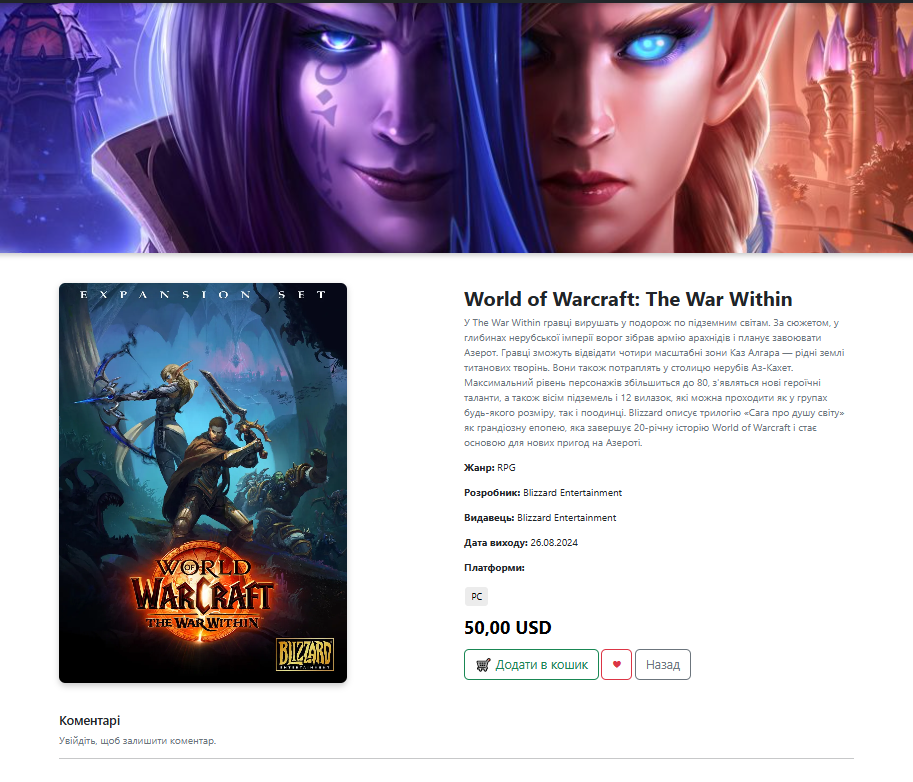 EXPANSION SET
WORLD
OF
WARCRAFT
THE WAR WITHIN
BLIZZARD
ENTERTAINMENT
World of Warcraft: The War Within
У The War Within гравці вирушать у подорож по підземним світам. За сюжетом, у
глибинах нерубської імперії ворог зібрав армію арахнідів і планує завоювати
Азерот. Гравці зможуть відвідати чотири масштабні зони Каз Алгара — рідні землі
титанових творінь. Вони також потраплять у столицю нерубів Аз-Кахет.
Максимальний рівень персонажів збільшиться до 80, з'являться нові героїчні
таланти, а також вісім підземель і 12 вилазок, які можна проходити як у групах
будь-якого розміру, так і поодинці. Blizzard описує трилогію «Сага про душу світу»
як грандіозну епопею, яка завершує 20-річну історію World of Warcraft і стає
основою для нових пригод на Азероті.
Жанр: RPG
Розробник: Blizzard Entertainment
Видавець: Blizzard Entertainment
Дата виходу: 26.08.2024
Платформи:
PC
50,00 USD
Додати в кошик
Назад
Коментарі
Увійдіть, щоб залишити коментар.